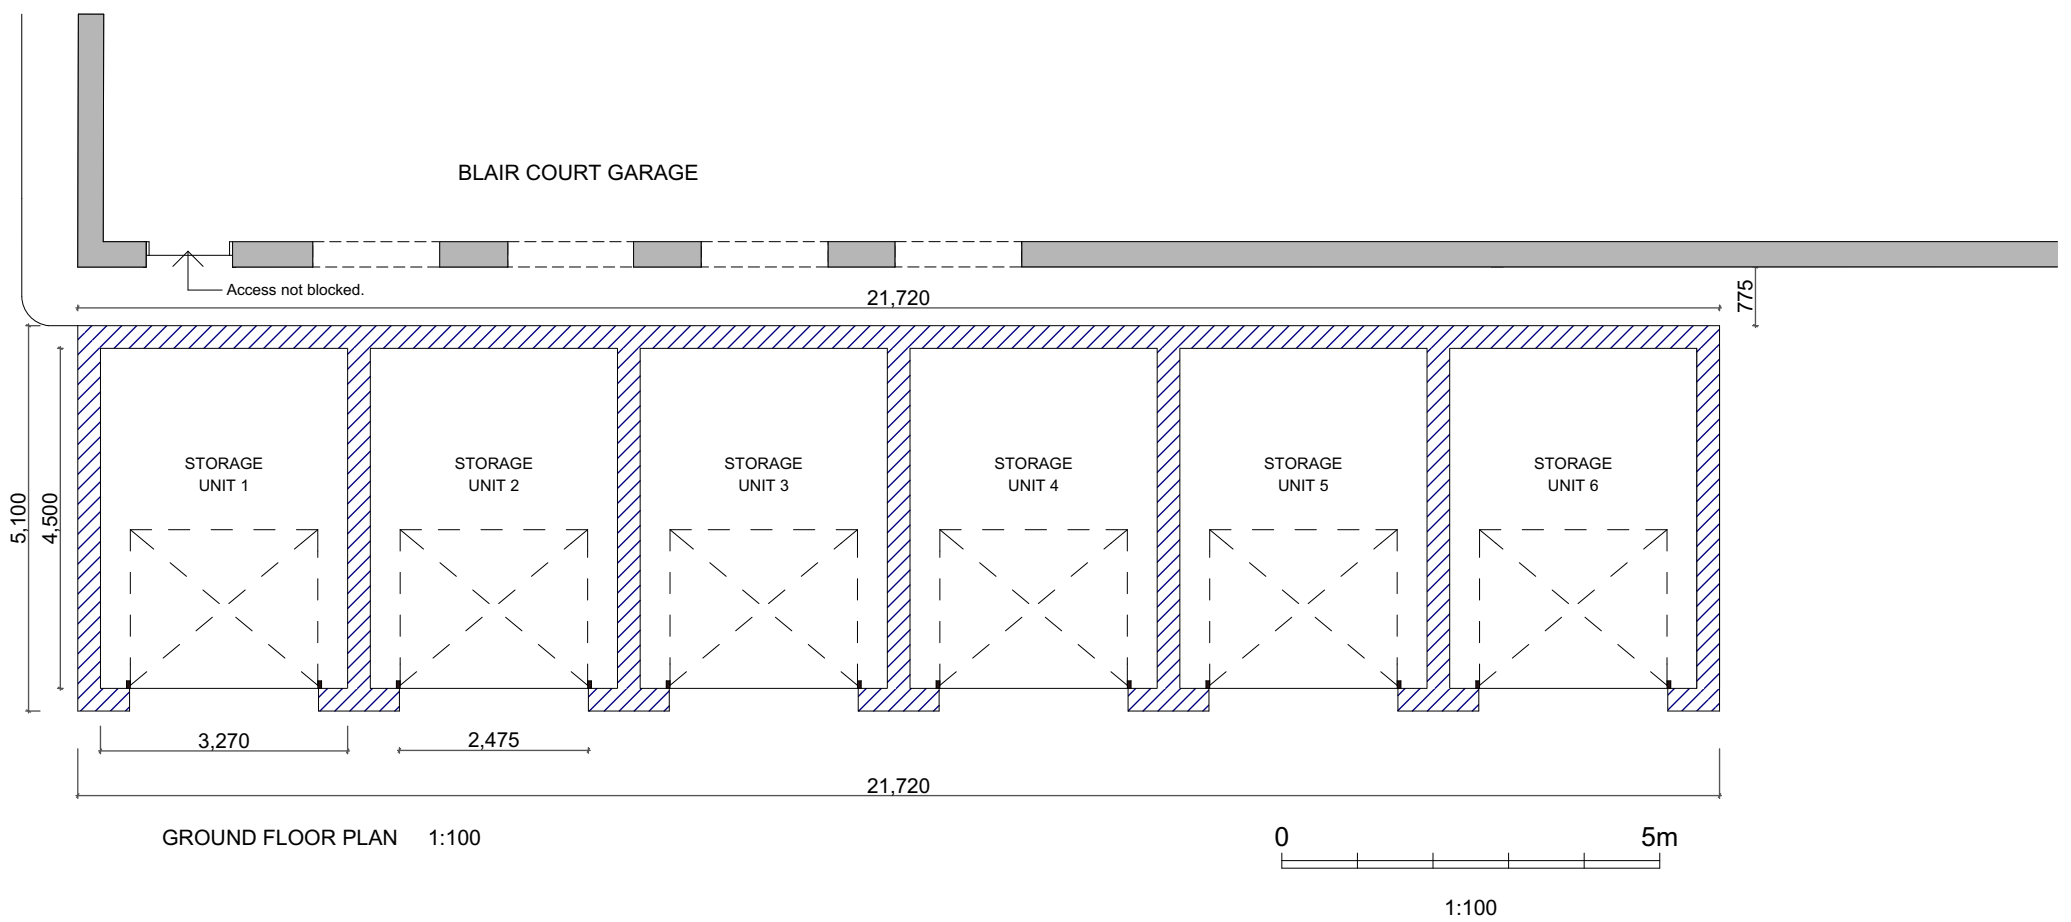 BLAIR COURT GARAGE
Access not blocked.
21,720
775
STORAGE
UNIT 1
STORAGE
UNIT 2
STORAGE
UNIT 3
STORAGE
UNIT 4
STORAGE
UNIT 5
STORAGE
UNIT 6
5,100
4,500
3,270
2,475
21,720
GROUND FLOOR PLAN 1:100
0 5m
1:100